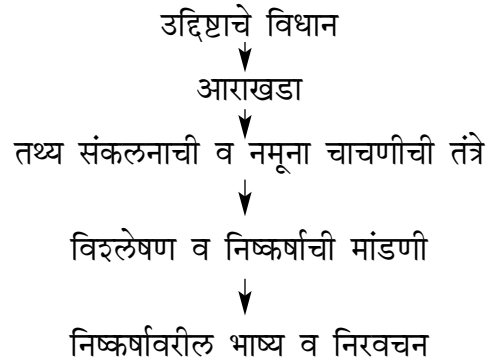 उद्दिष्टाचे विधान
आराखडा
तथ्य संकलनाची व नमूना चाचणीची तंत्रे
विश्लेषण व निष्कर्षाची मांडणी
निष्कर्षावरील भाष्य व निरवचन